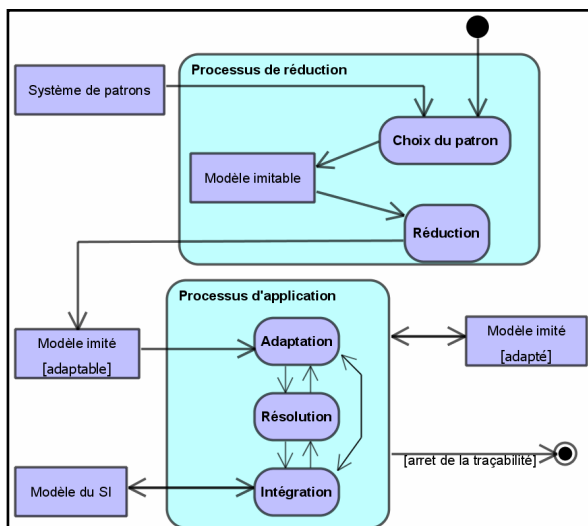 Processus de réduction
Système de patrons
Choix du patron
Modèle imitable
Réduction
Processus d'application
Modèle imité
[adaptable]
Adaptation
Modèle imité
[adapté]
Résolution
[arret de la traçabilité]
Modèle du SI
Intégration